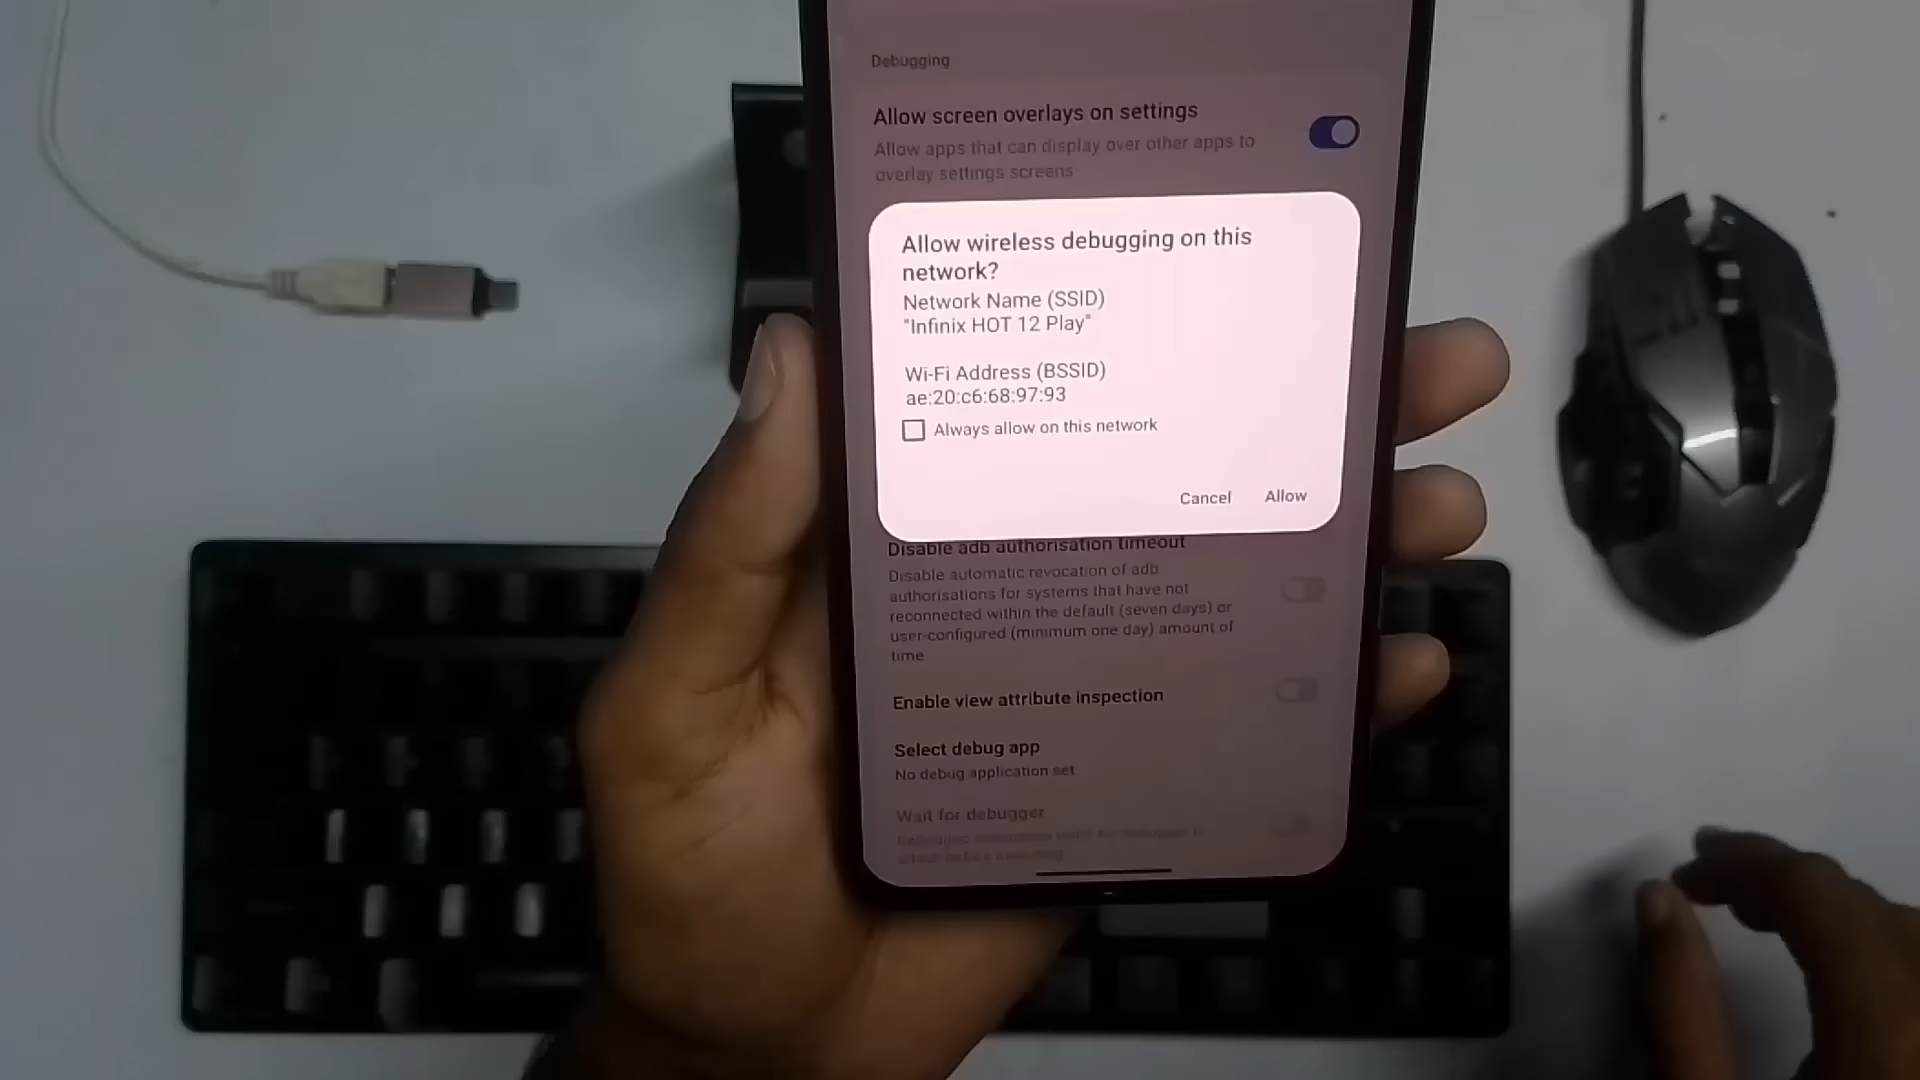 Debugging
Allow screen overlays on settings
Allow apps that can display over other apps to
overlay settings screens
Allow wireless debugging on this
network?
Network Name (SSID)
"Infinix HOT 12 Play"
Wi-Fi Address (BSSID)
ae:20:c6:68:97:93
Always allow on this network
Cancel
Allow
Disable adb authorisation timeout
Disable automatic revocation of adb
authorisations for systems that have not
reconnected within the default (seven days) or
user-configured (minimum one day) amount of
time
Enable view attribute inspection
Select debug app
No debug application set
Wait for debugger